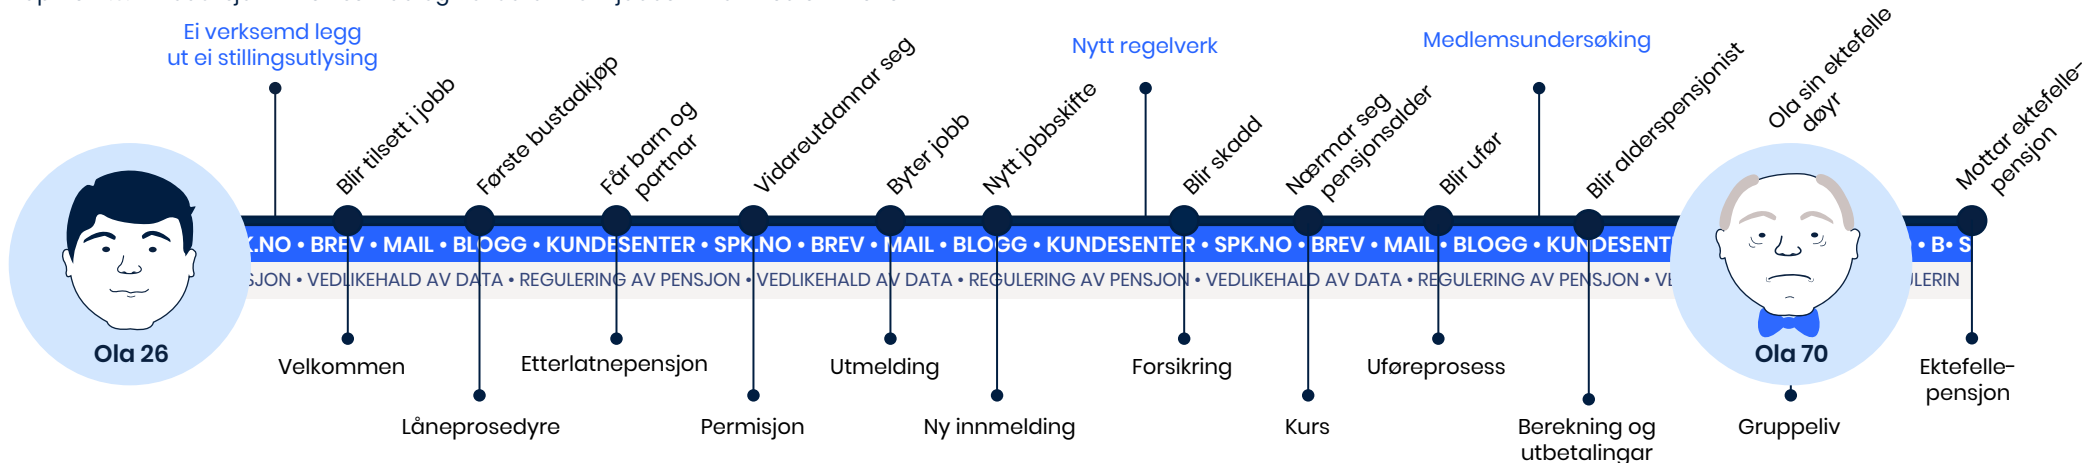 Ei verksemd legg
ut ei stillingsutlysing
Nytt regelverk
Medlemsundersøking
Blir tilsett i jobb
Første bustadkjøp
Får barn og
partnar
Vidareutdannar seg
Byter jobb
Nytt jobbskifte
Blir skadd
Nærmar seg
pensjonsalder
Blir ufør
Blir alderspensjonist
Ola sin ektefelle
døyr
Mottar ektefelle-
pensjon
K.NO • BREV • MAIL • BLOGG • KUNDESENTER • SPK.NO • BREV • MAIL • BLOGG • KUNDESENTER • SPK.NO • BREV • MAIL • BLOGG • KUNDESENT • B• S
SJON • VEDLIKEHALD AV DATA • REGULERING AV PENSJON • VEDLIKEHALD AV DATA • REGULERING AV PENSJON • VEDLIKEHALD AV DATA • REGULERING AV PENSJON • VE ULERIN
Ola 26
Ola 70
Velkommen
Låneprosedyre
Etterlatnepensjon
Permisjon
Utmelding
Ny innmelding
Forsikring
Kurs
Uføreprosess
Berekning og
utbetalingar
Gruppeliv
Ektefelle-
pensjon